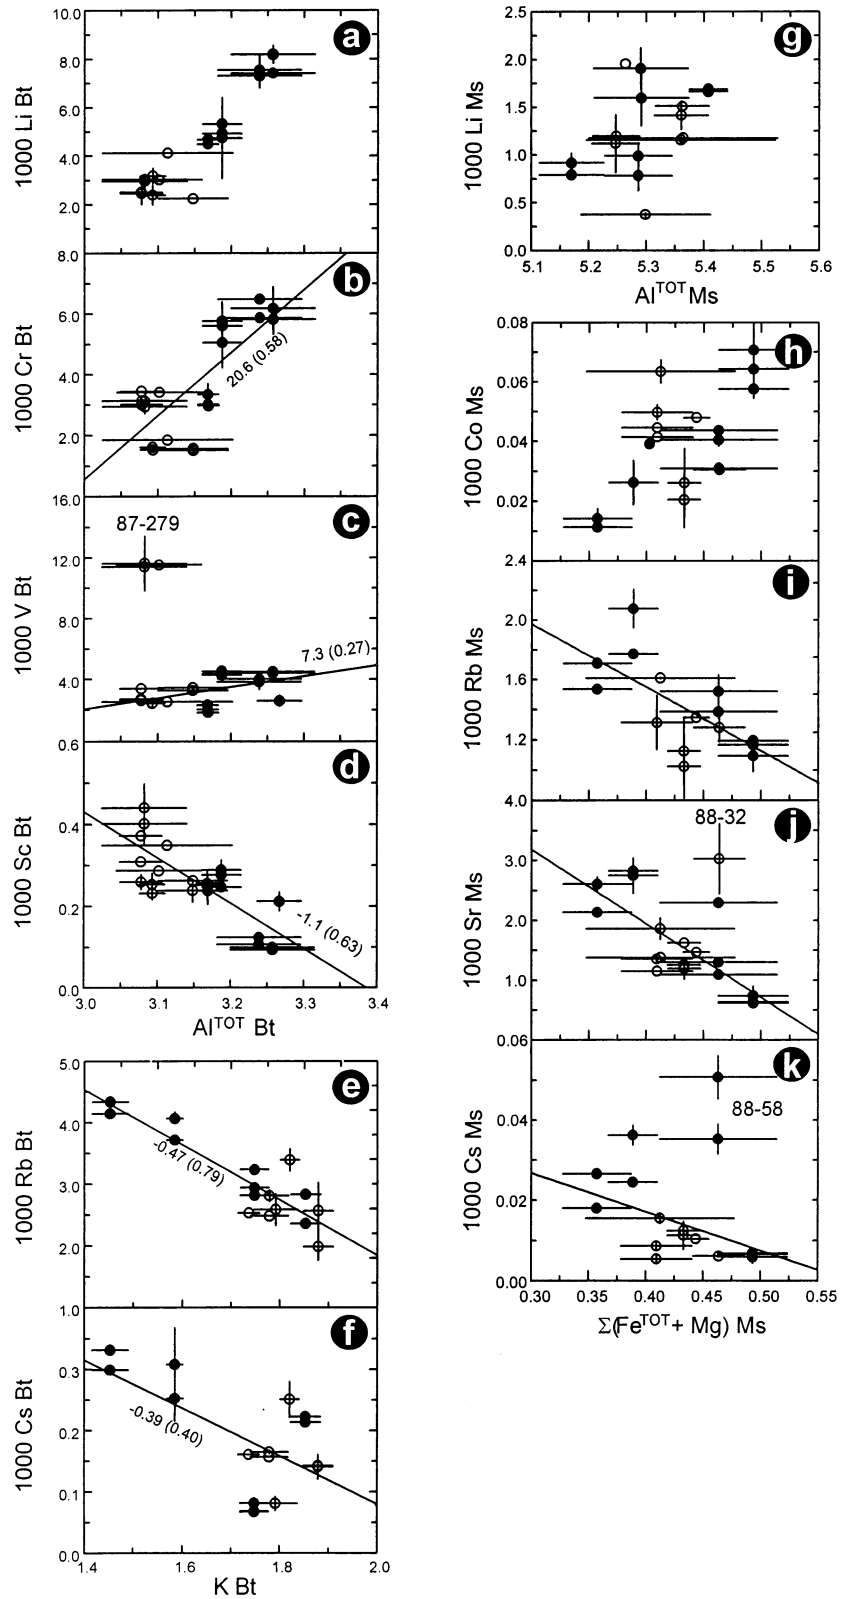 a
10.0
8.0
6.0
4.0
2.0
1000 Li Bt
b
8.0
6.0
4.0
2.0
1000 Cr Bt
20.6 (0.58)
c
16.0
12.0
8.0
4.0
1000 V Bt
87-279
7.3 (0.27)
d
0.6
0.4
0.2
0.0
1000 Sc Bt
-1.1 (0.63)
3.0 3.1 3.2 3.3 3.4
AlTOT Bt
e
5.0
4.0
3.0
2.0
1000 Rb Bt
-0.47 (0.79)
f
1.0
0.3
0.2
0.1
0.0
1000 Cs Bt
-0.39 (0.40)
1.4 1.6 1.8 2.0
K Bt
g
2.5
2.0
1.5
1.0
0.5
0.0
1000 Li Ms
5.1 5.2 5.3 5.4 5.5 5.6
AlTOT Ms
h
0.08
0.06
0.04
0.02
1000 Co Ms
i
2.4
2.0
1.6
1.2
1000 Rb Ms
j
4.0
3.0
2.0
1.0
1000 Sr Ms
88-32
k
0.06
0.04
0.02
0.00
1000 Cs Ms
88-58
0.30 0.35 0.40 0.45 0.50 0.55
Σ(FeTOT + Mg) Ms